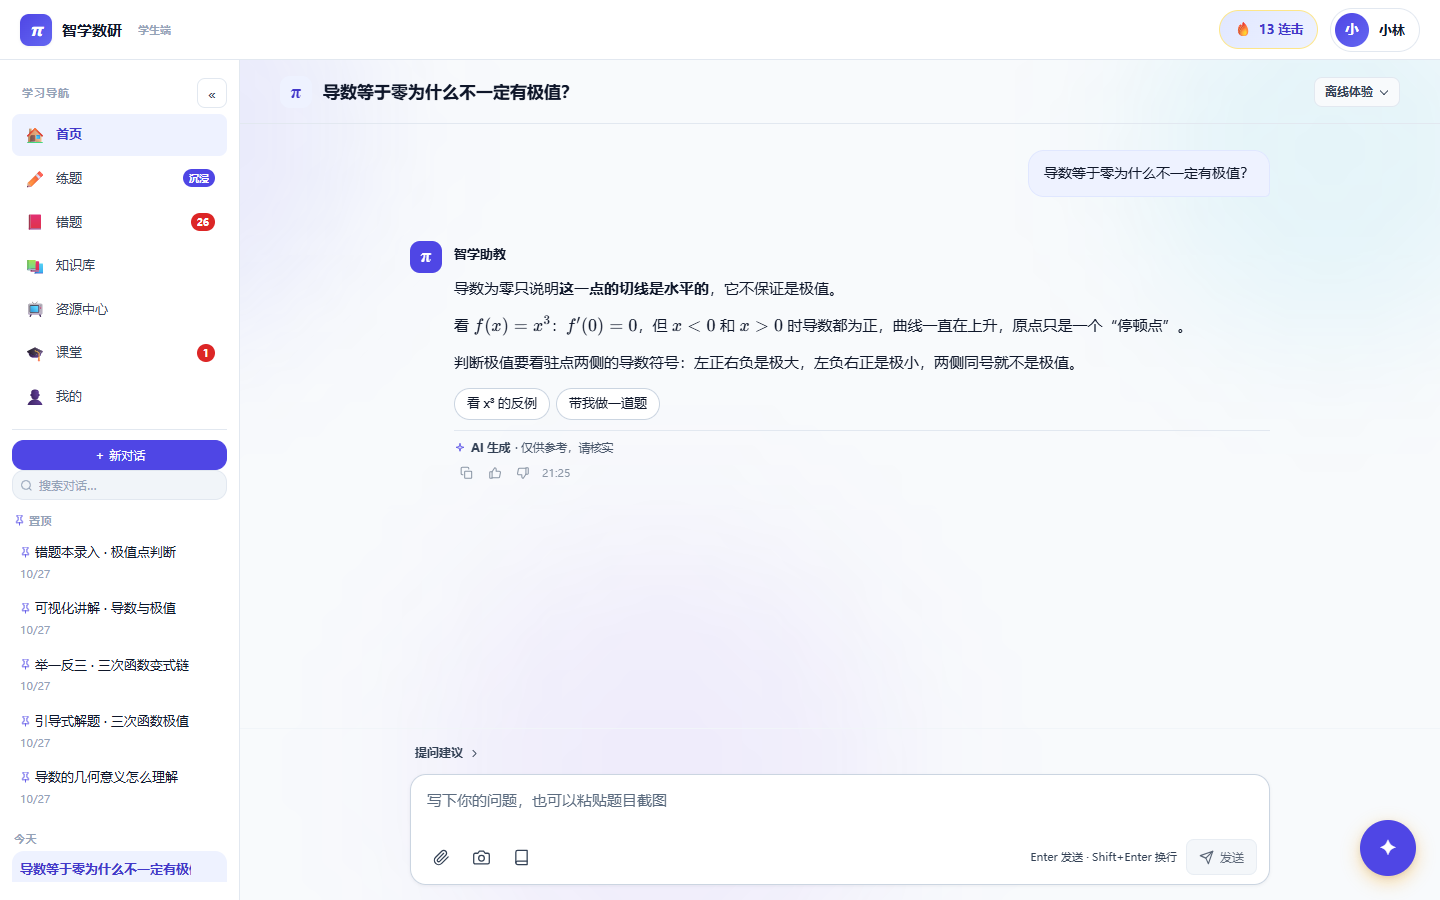 π 智学数研 学生端
13 连击
小 小林
学习导航
«
首页
练题 沉浸
错题 26
知识库
资源中心
课堂 1
我的
+ 新对话
搜索对话...
置顶
错题本录入 · 极值点判断
10/27
可视化讲解 · 导数与极值
10/27
举一反三 · 三次函数变式链
10/27
引导式解题 · 三次函数极值
10/27
导数的几何意义怎么理解
10/27
今天
导数等于零为什么不一定有极
π 导数等于零为什么不一定有极值？
离线体验
导数等于零为什么不一定有极值？
π 智学助教
导数为零只说明这一点的切线是水平的，它不保证是极值。
看 f(x) = x³：f′(0) = 0，但 x < 0 和 x > 0 时导数都为正，曲线一直在上升，原点只是一个“停顿点”。
判断极值要看驻点两侧的导数符号：左正右负是极大，左负右正是极小，两侧同号就不是极值。
看 x³ 的反例 带我做一道题
AI 生成 · 仅供参考，请核实
21:25
提问建议
写下你的问题，也可以粘贴题目截图
Enter 发送 · Shift+Enter 换行 发送